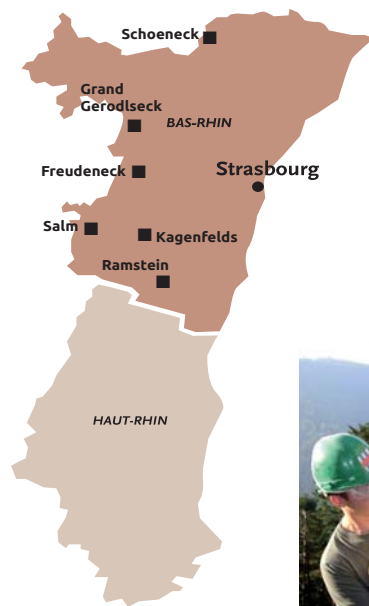 Schoeneck
Grand
Gerodlseck
BAS-RHIN
Freudeneck
Strasbourg
Salm
Kagenfelds
Ramstein
HAUT-RHIN